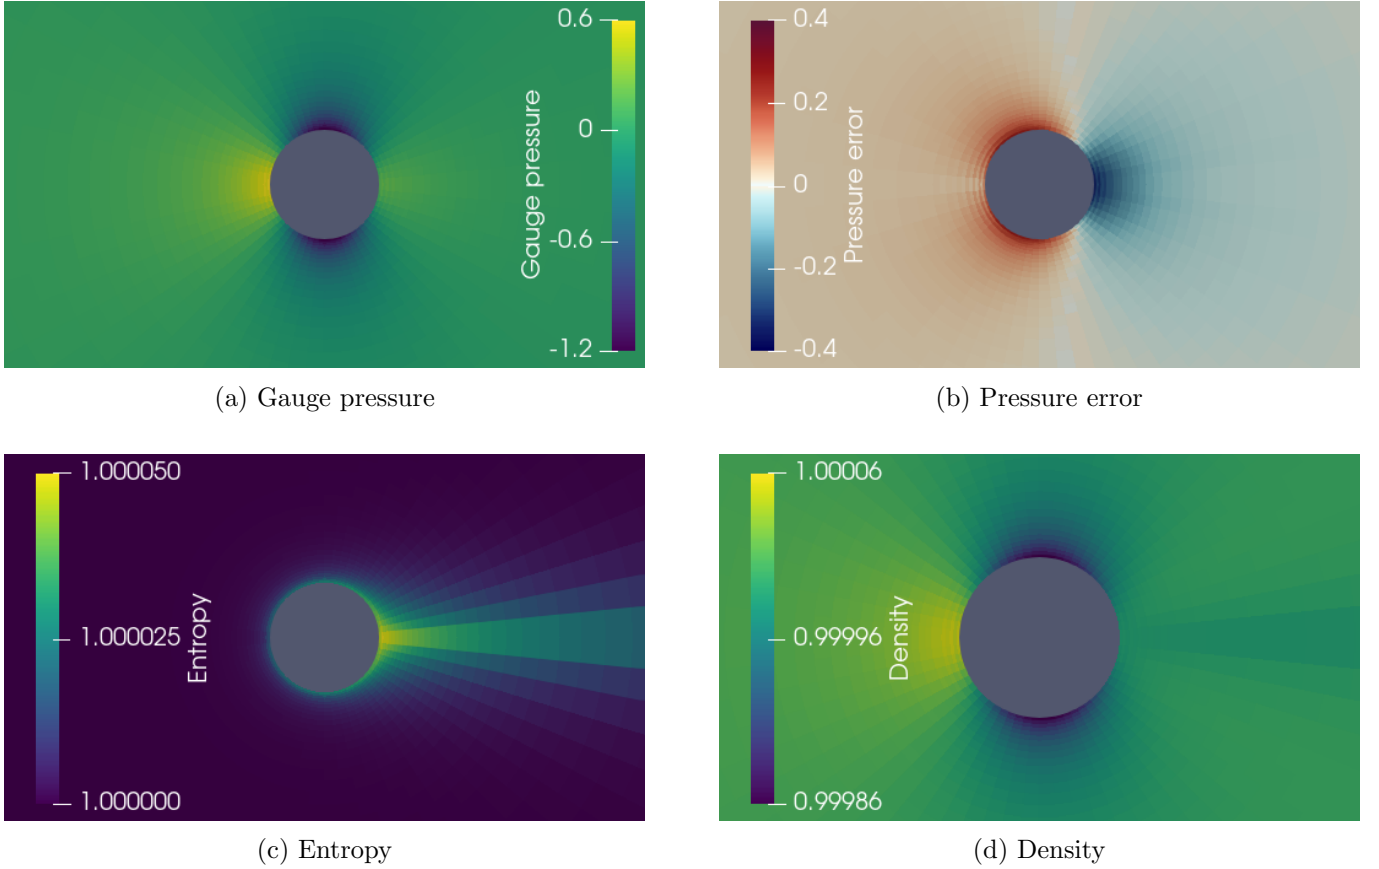 0.6
0
-0.6
-1.2
Gauge pressure
0.4
0.2
0
-0.2
-0.4
Pressure error
(a) Gauge pressure
(b) Pressure error
1.000050
1.000025
1.000000
Entropy
1.00006
0.99996
0.99986
Density
(c) Entropy
(d) Density